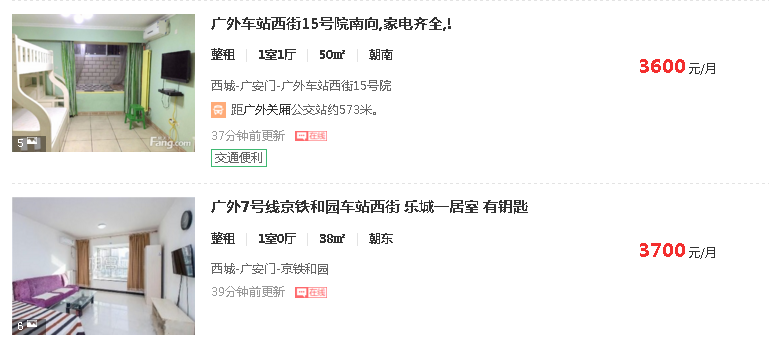 广外车站西街15号院南向,家电齐全,!
整租 1室1厅 50㎡ 朝南
3600元/月
西城-广安门-广外车站西街15号院
距广外关厢公交站约573米。
37分钟前更新 在线
交通便利
5
房天下
Fang.com
广外7号线京铁和园车站西街 乐城一居室 有钥匙
整租 1室0厅 38㎡ 朝东
3700元/月
西城-广安门-京铁和园
39分钟前更新 在线
6